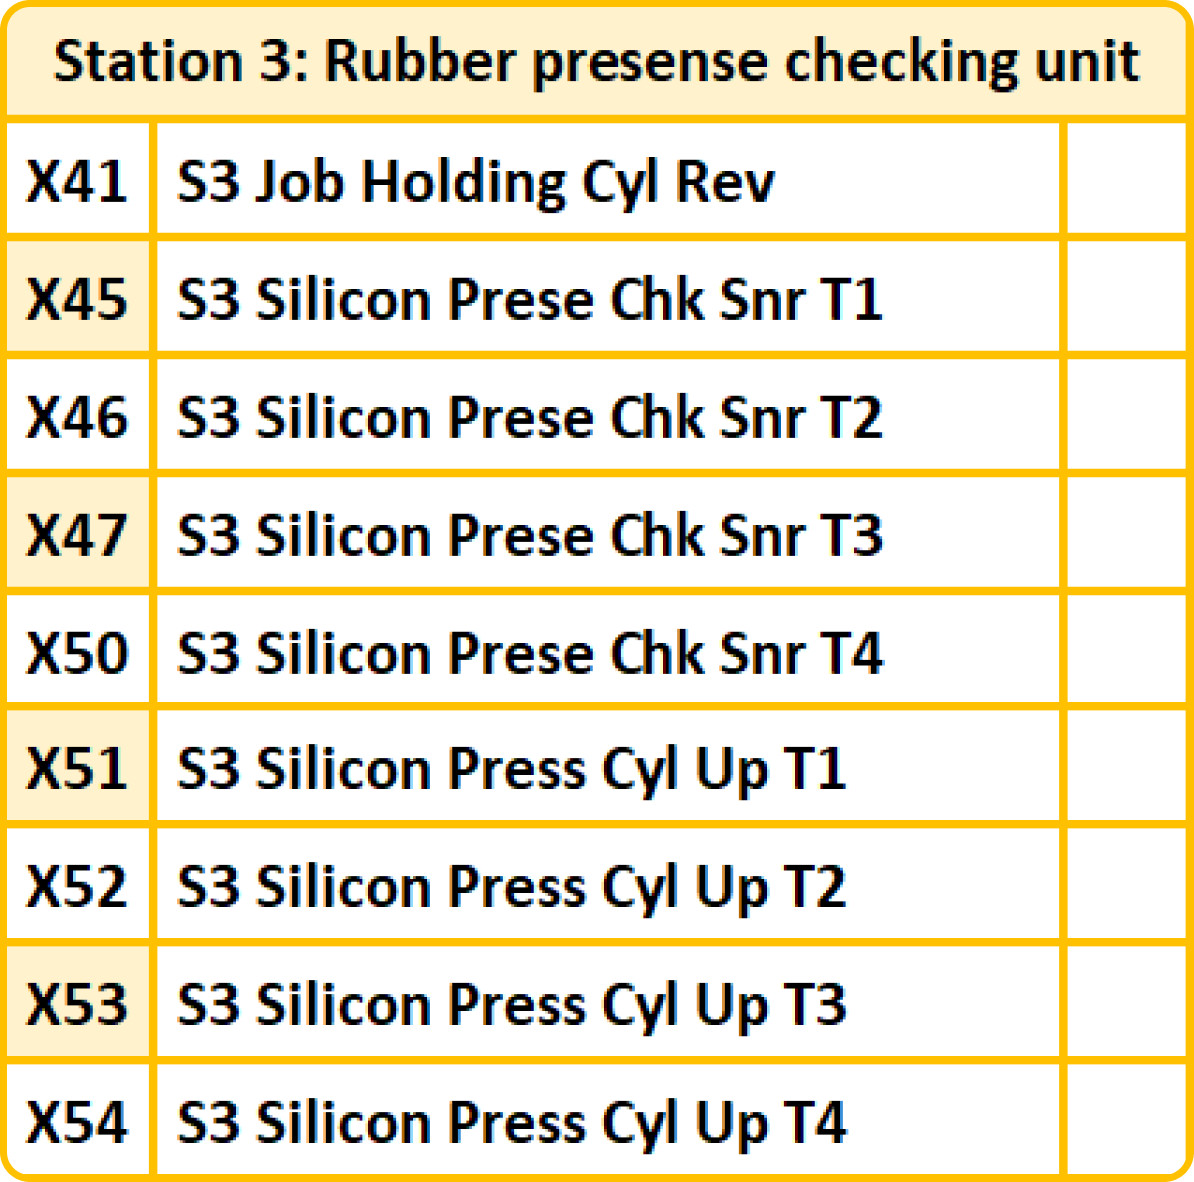 Station 3: Rubber presense checking unit
X41 S3 Job Holding Cyl Rev
X45 S3 Silicon Prese Chk Snr T1
X46 S3 Silicon Prese Chk Snr T2
X47 S3 Silicon Prese Chk Snr T3
X50 S3 Silicon Prese Chk Snr T4
X51 S3 Silicon Press Cyl Up T1
X52 S3 Silicon Press Cyl Up T2
X53 S3 Silicon Press Cyl Up T3
X54 S3 Silicon Press Cyl Up T4